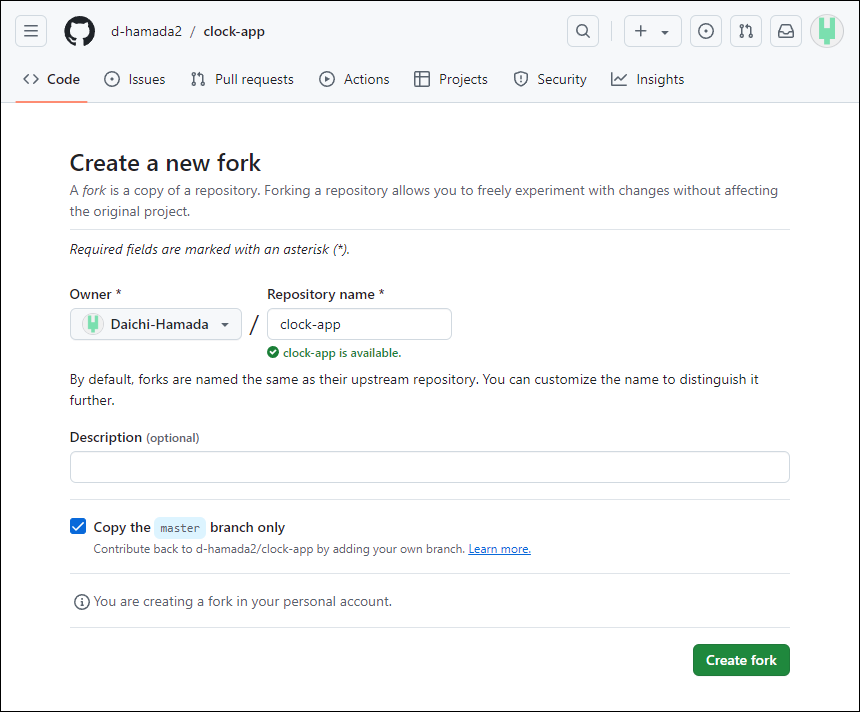 d-hamada2 / clock-app
Code Issues Pull requests Actions Projects Security Insights
Create a new fork
A fork is a copy of a repository. Forking a repository allows you to freely experiment with changes without affecting
the original project.
Required fields are marked with an asterisk (*).
Owner * Repository name *
Daichi-Hamada / clock-app
clock-app is available.
By default, forks are named the same as their upstream repository. You can customize the name to distinguish it
further.
Description (optional)
Copy the master branch only
Contribute back to d-hamada2/clock-app by adding your own branch. Learn more.
You are creating a fork in your personal account.
Create fork